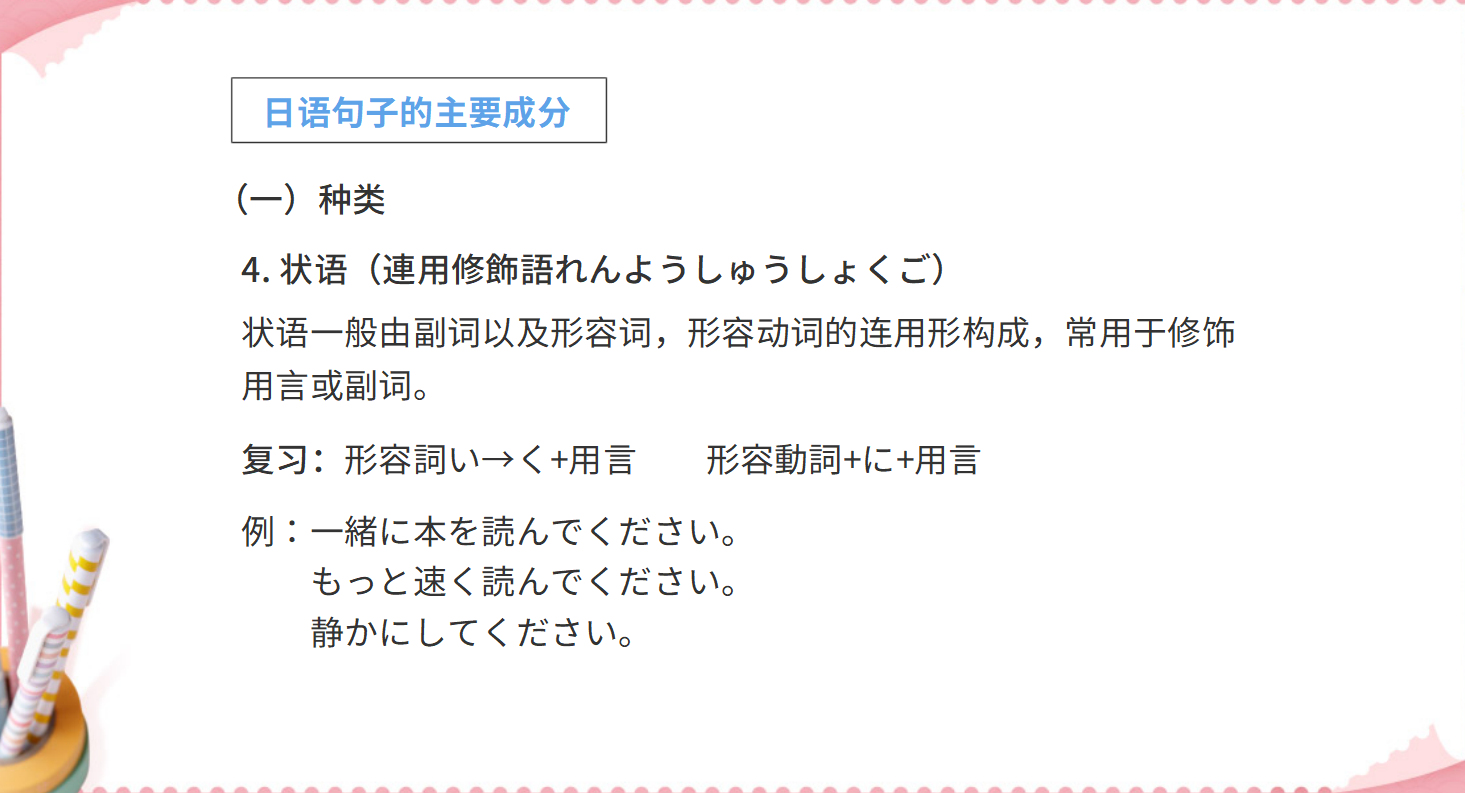 日语句子的主要成分
（一）种类
4. 状语（連用修飾語れんようしゅうしょくご）
状语一般由副词以及形容词，形容动词的连用形构成，常用于修饰
用言或副词。
复习：形容詞い→く+用言　　形容動詞+に+用言
例：一緒に本を読んでください。
もっと速く読んでください。
静かにしてください。